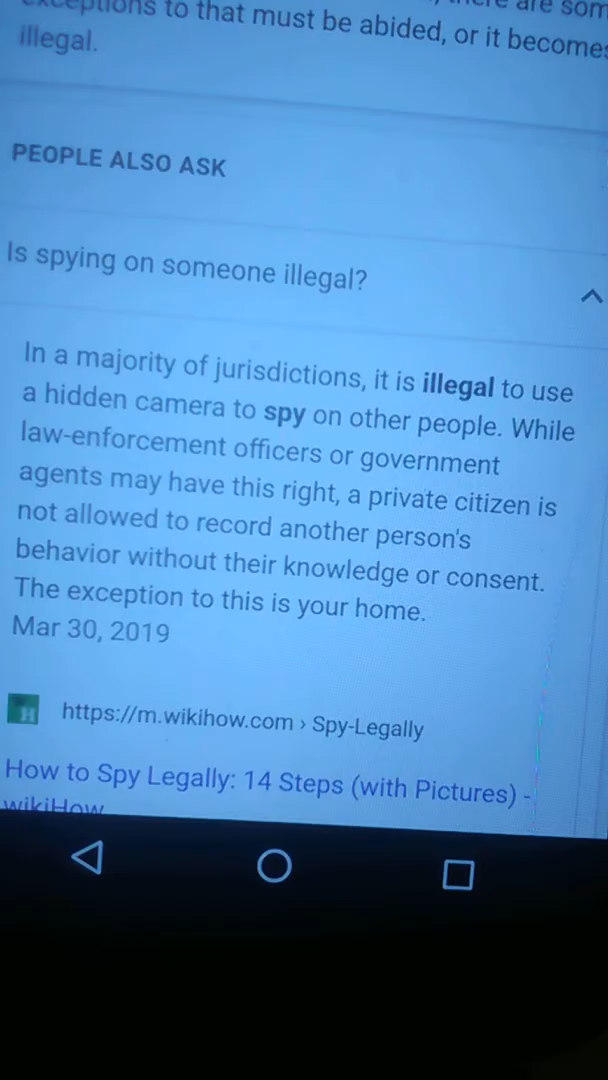 exceptions to that must be abided, or it becomes
illegal.
PEOPLE ALSO ASK
Is spying on someone illegal?
In a majority of jurisdictions, it is illegal to use
a hidden camera to spy on other people. While
law-enforcement officers or government
agents may have this right, a private citizen is
not allowed to record another person's
behavior without their knowledge or consent.
The exception to this is your home.
Mar 30, 2019
H
https://m.wikihow.com › Spy-Legally
How to Spy Legally: 14 Steps (with Pictures) -
wikiHow